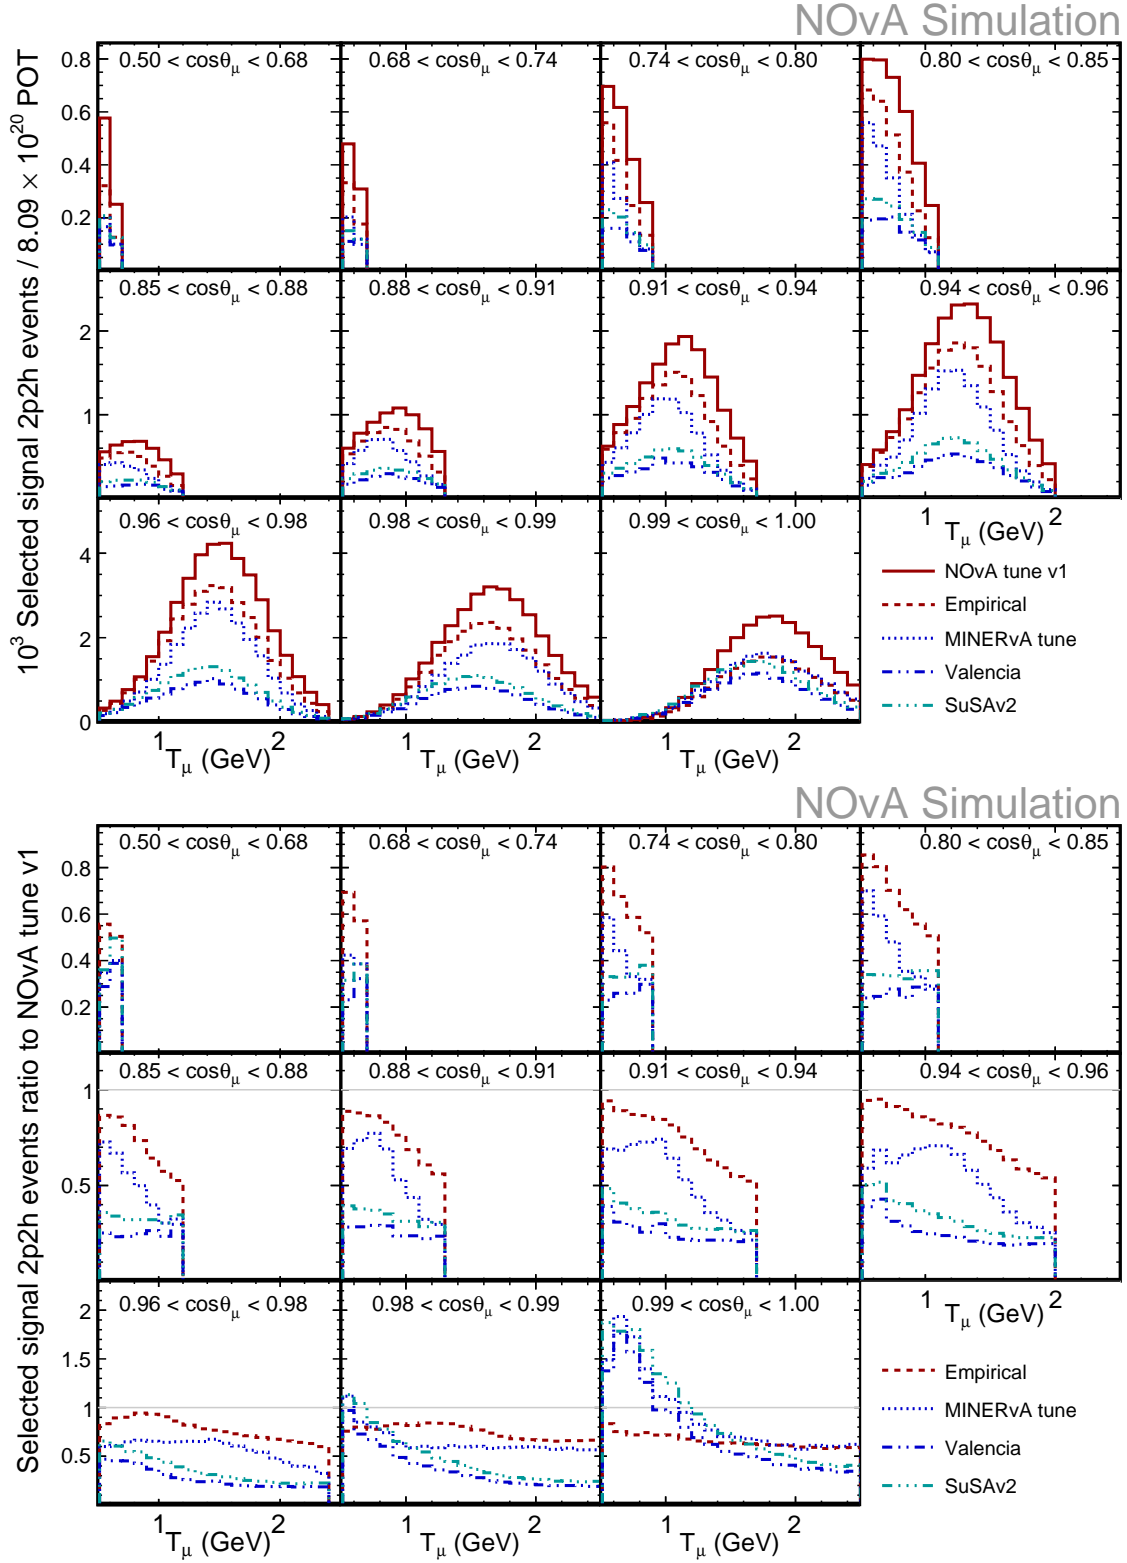 NOvA Simulation
10³ Selected signal 2p2h events / 8.09 × 10²⁰ POT
0.50 < cosθμ < 0.68
0.68 < cosθμ < 0.74
0.74 < cosθμ < 0.80
0.80 < cosθμ < 0.85
0.8
0.6
0.4
0.2
0.85 < cosθμ < 0.88
0.88 < cosθμ < 0.91
0.91 < cosθμ < 0.94
0.94 < cosθμ < 0.96
2
1
0.96 < cosθμ < 0.98
0.98 < cosθμ < 0.99
0.99 < cosθμ < 1.00
1 2
Tμ (GeV)
4
2
0
NOvA tune v1
Empirical
MINERvA tune
Valencia
SuSAv2
1 2
1
1 2
Tμ (GeV)
Tμ (GeV)
Tμ (GeV)
NOvA Simulation
Selected signal 2p2h events ratio to NOvA tune v1
0.50 < cosθμ < 0.68
0.68 < cosθμ < 0.74
0.74 < cosθμ < 0.80
0.80 < cosθμ < 0.85
0.8
0.6
0.4
0.2
0.85 < cosθμ < 0.88
0.88 < cosθμ < 0.91
0.91 < cosθμ < 0.94
0.94 < cosθμ < 0.96
1
0.5
0.96 < cosθμ < 0.98
0.98 < cosθμ < 0.99
0.99 < cosθμ < 1.00
1 2
Tμ (GeV)
2
1.5
1
0.5
Empirical
MINERvA tune
Valencia
SuSAv2
1 2
1 2
1 2
Tμ (GeV)
Tμ (GeV)
Tμ (GeV)